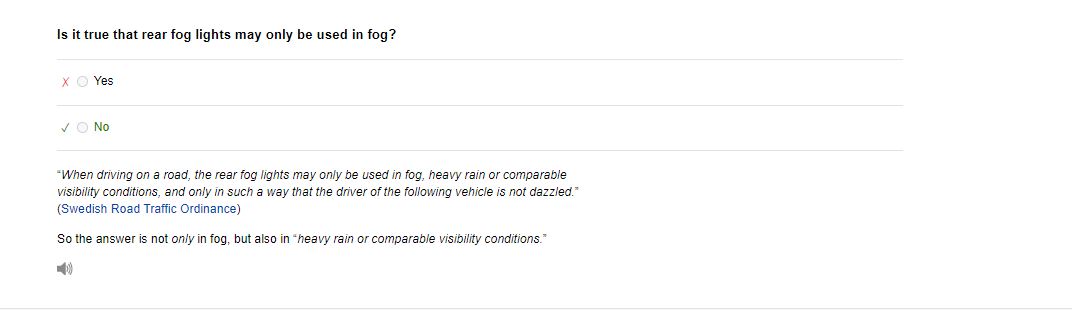 Is it true that rear fog lights may only be used in fog?
✗ Yes
✓ No
"When driving on a road, the rear fog lights may only be used in fog, heavy rain or comparable
visibility conditions, and only in such a way that the driver of the following vehicle is not dazzled."
(Swedish Road Traffic Ordinance)
So the answer is not only in fog, but also in "heavy rain or comparable visibility conditions."